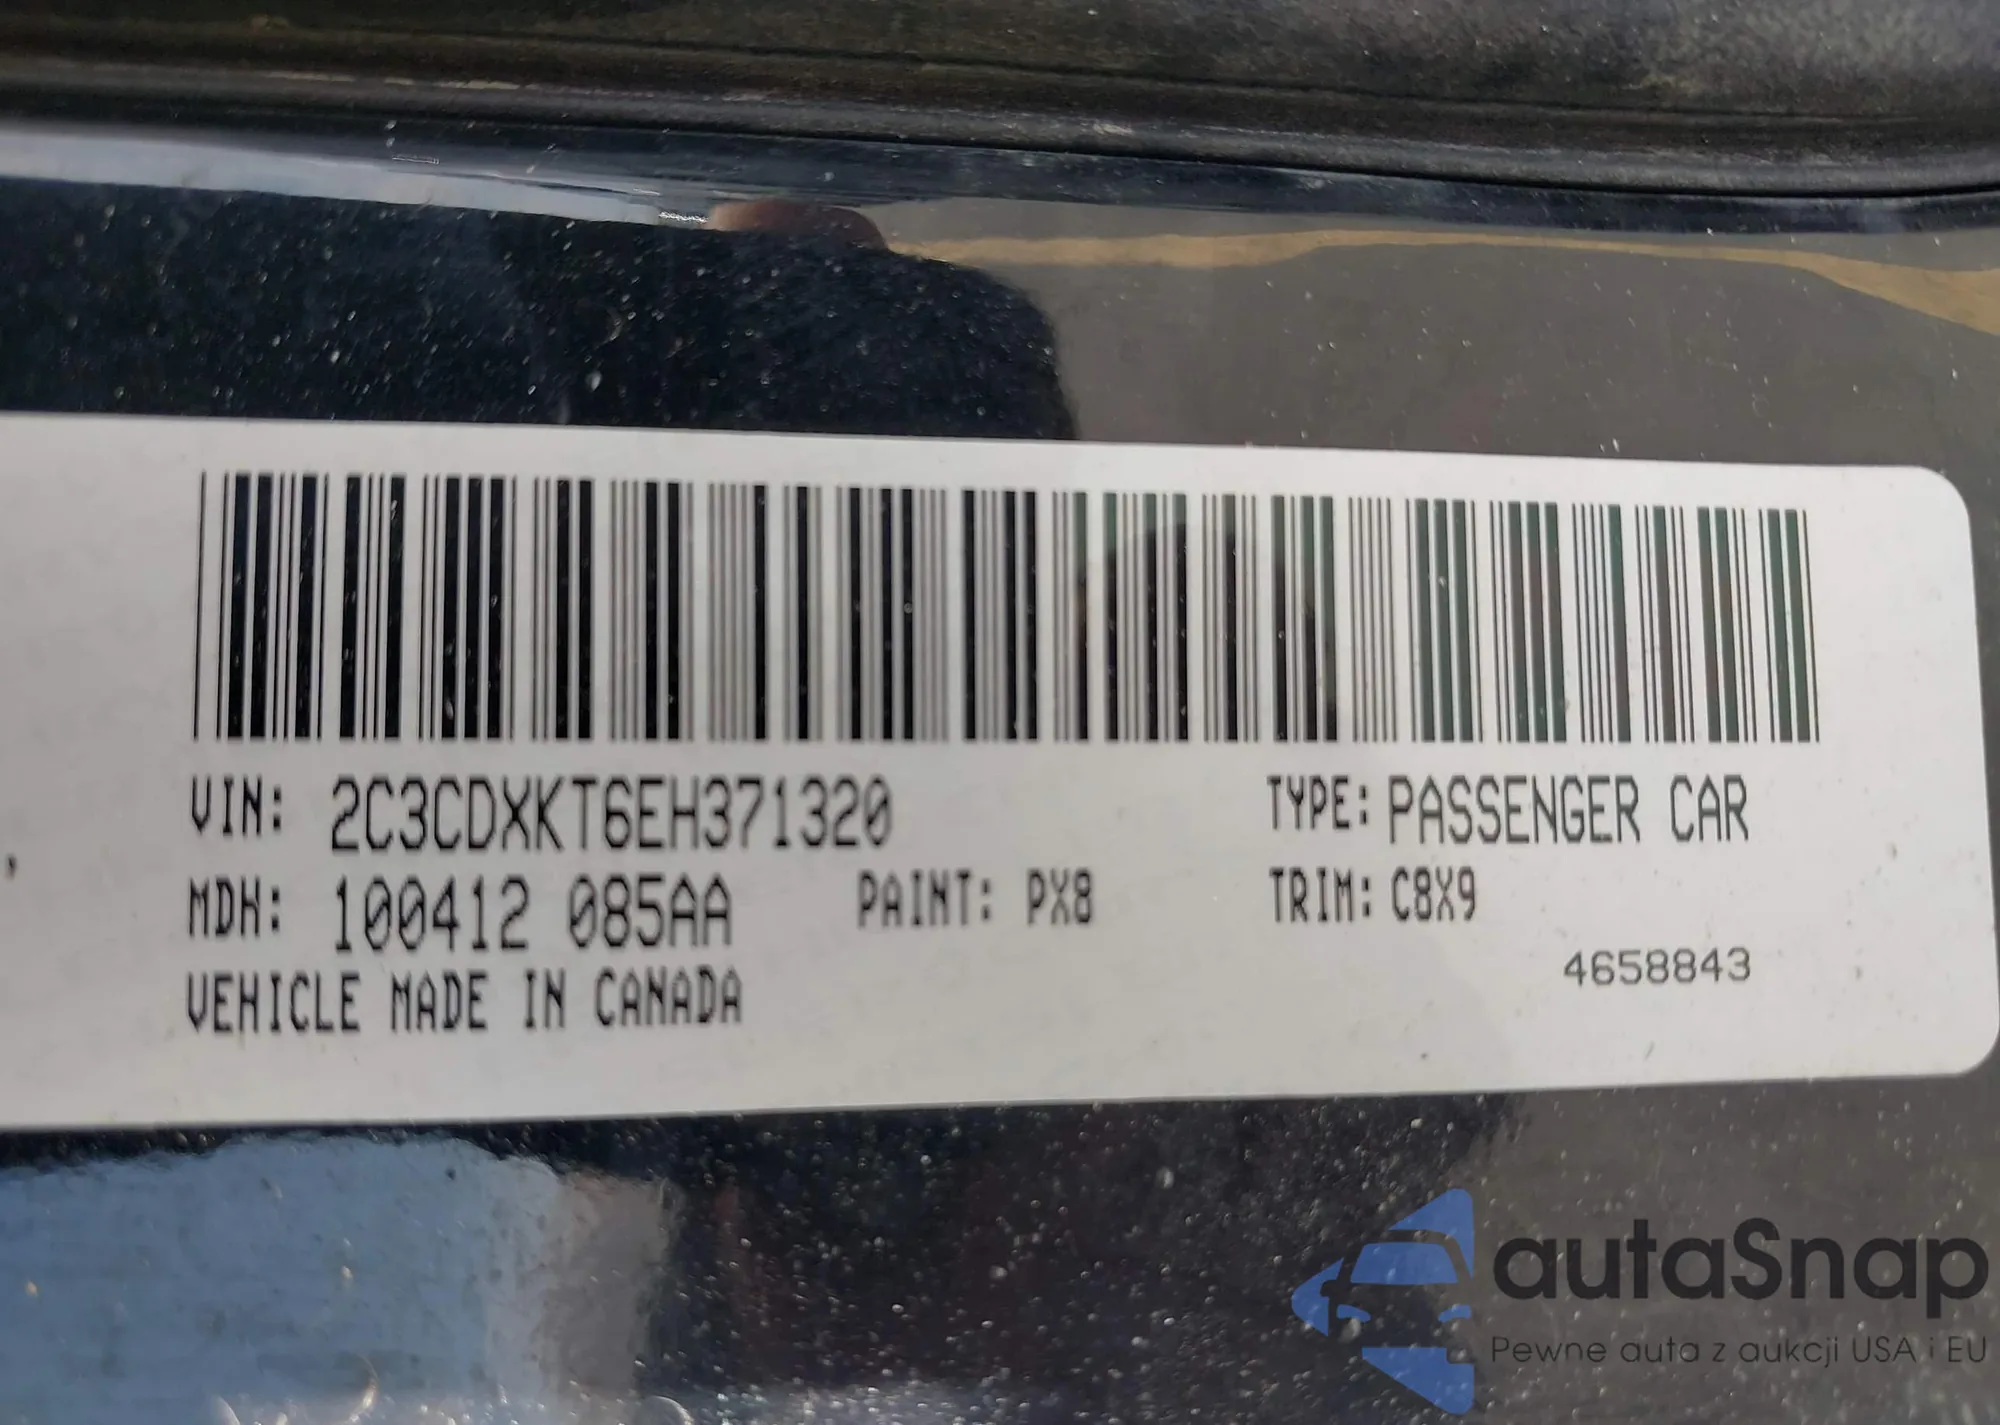 VIN: 2C3CDXKT6EH371320 TYPE: PASSENGER CAR
MDH: 100412 085AA PAINT: PX8 TRIM: C8X9
VEHICLE MADE IN CANADA
4658843
autaSnap
Pewne auta z aukcji USA i EU